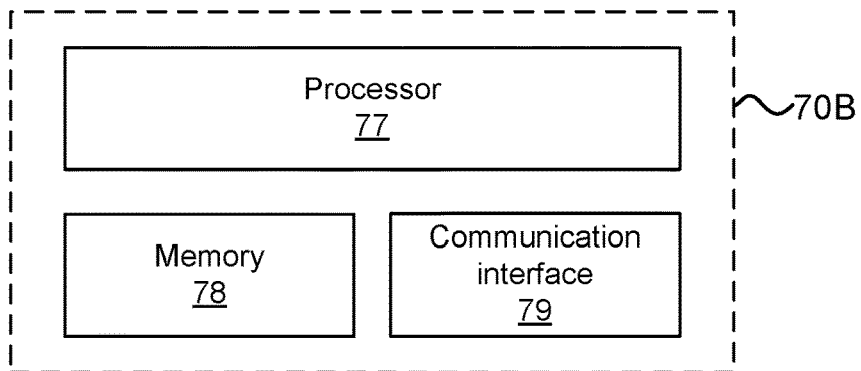 Processor
77
70B
Memory
78
Communication
interface
79